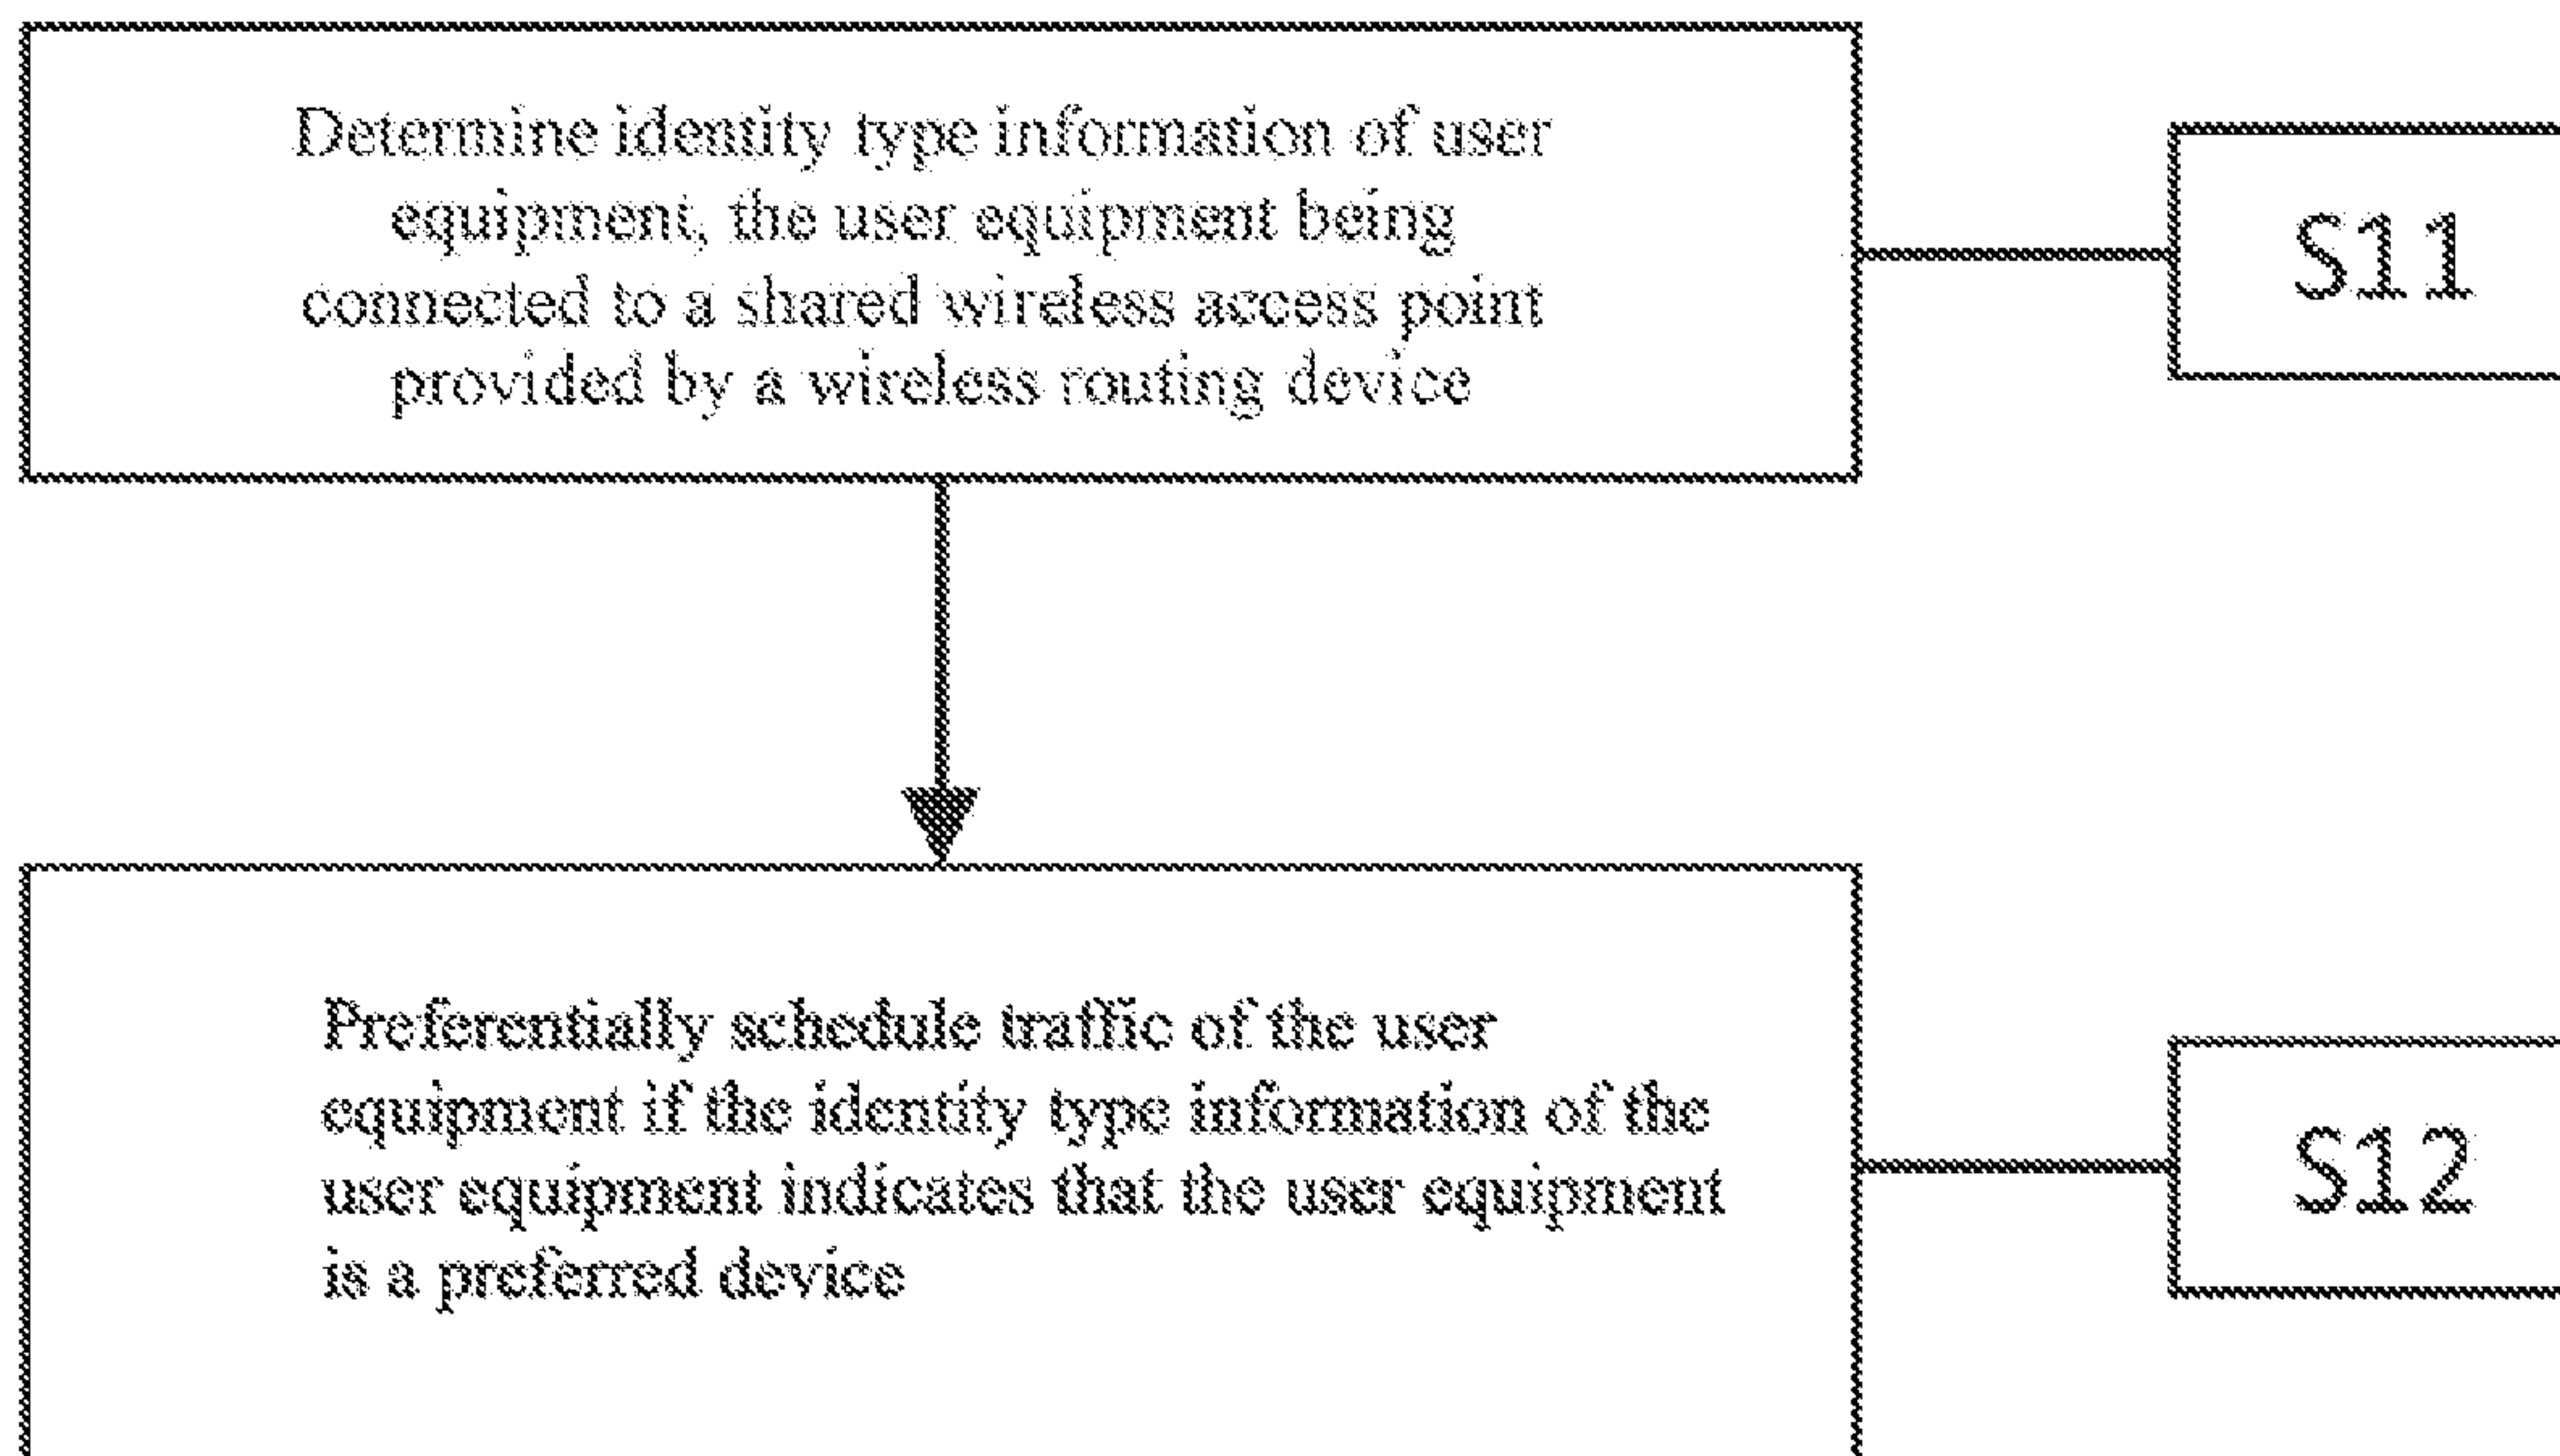 Determine identity type information of user
equipment, the user equipment being
connected to a shared wireless access point
provided by a wireless routing device
S11
Preferentially schedule traffic of the user
equipment if the identity type information of the
user equipment indicates that the user equipment
is a preferred device
S12